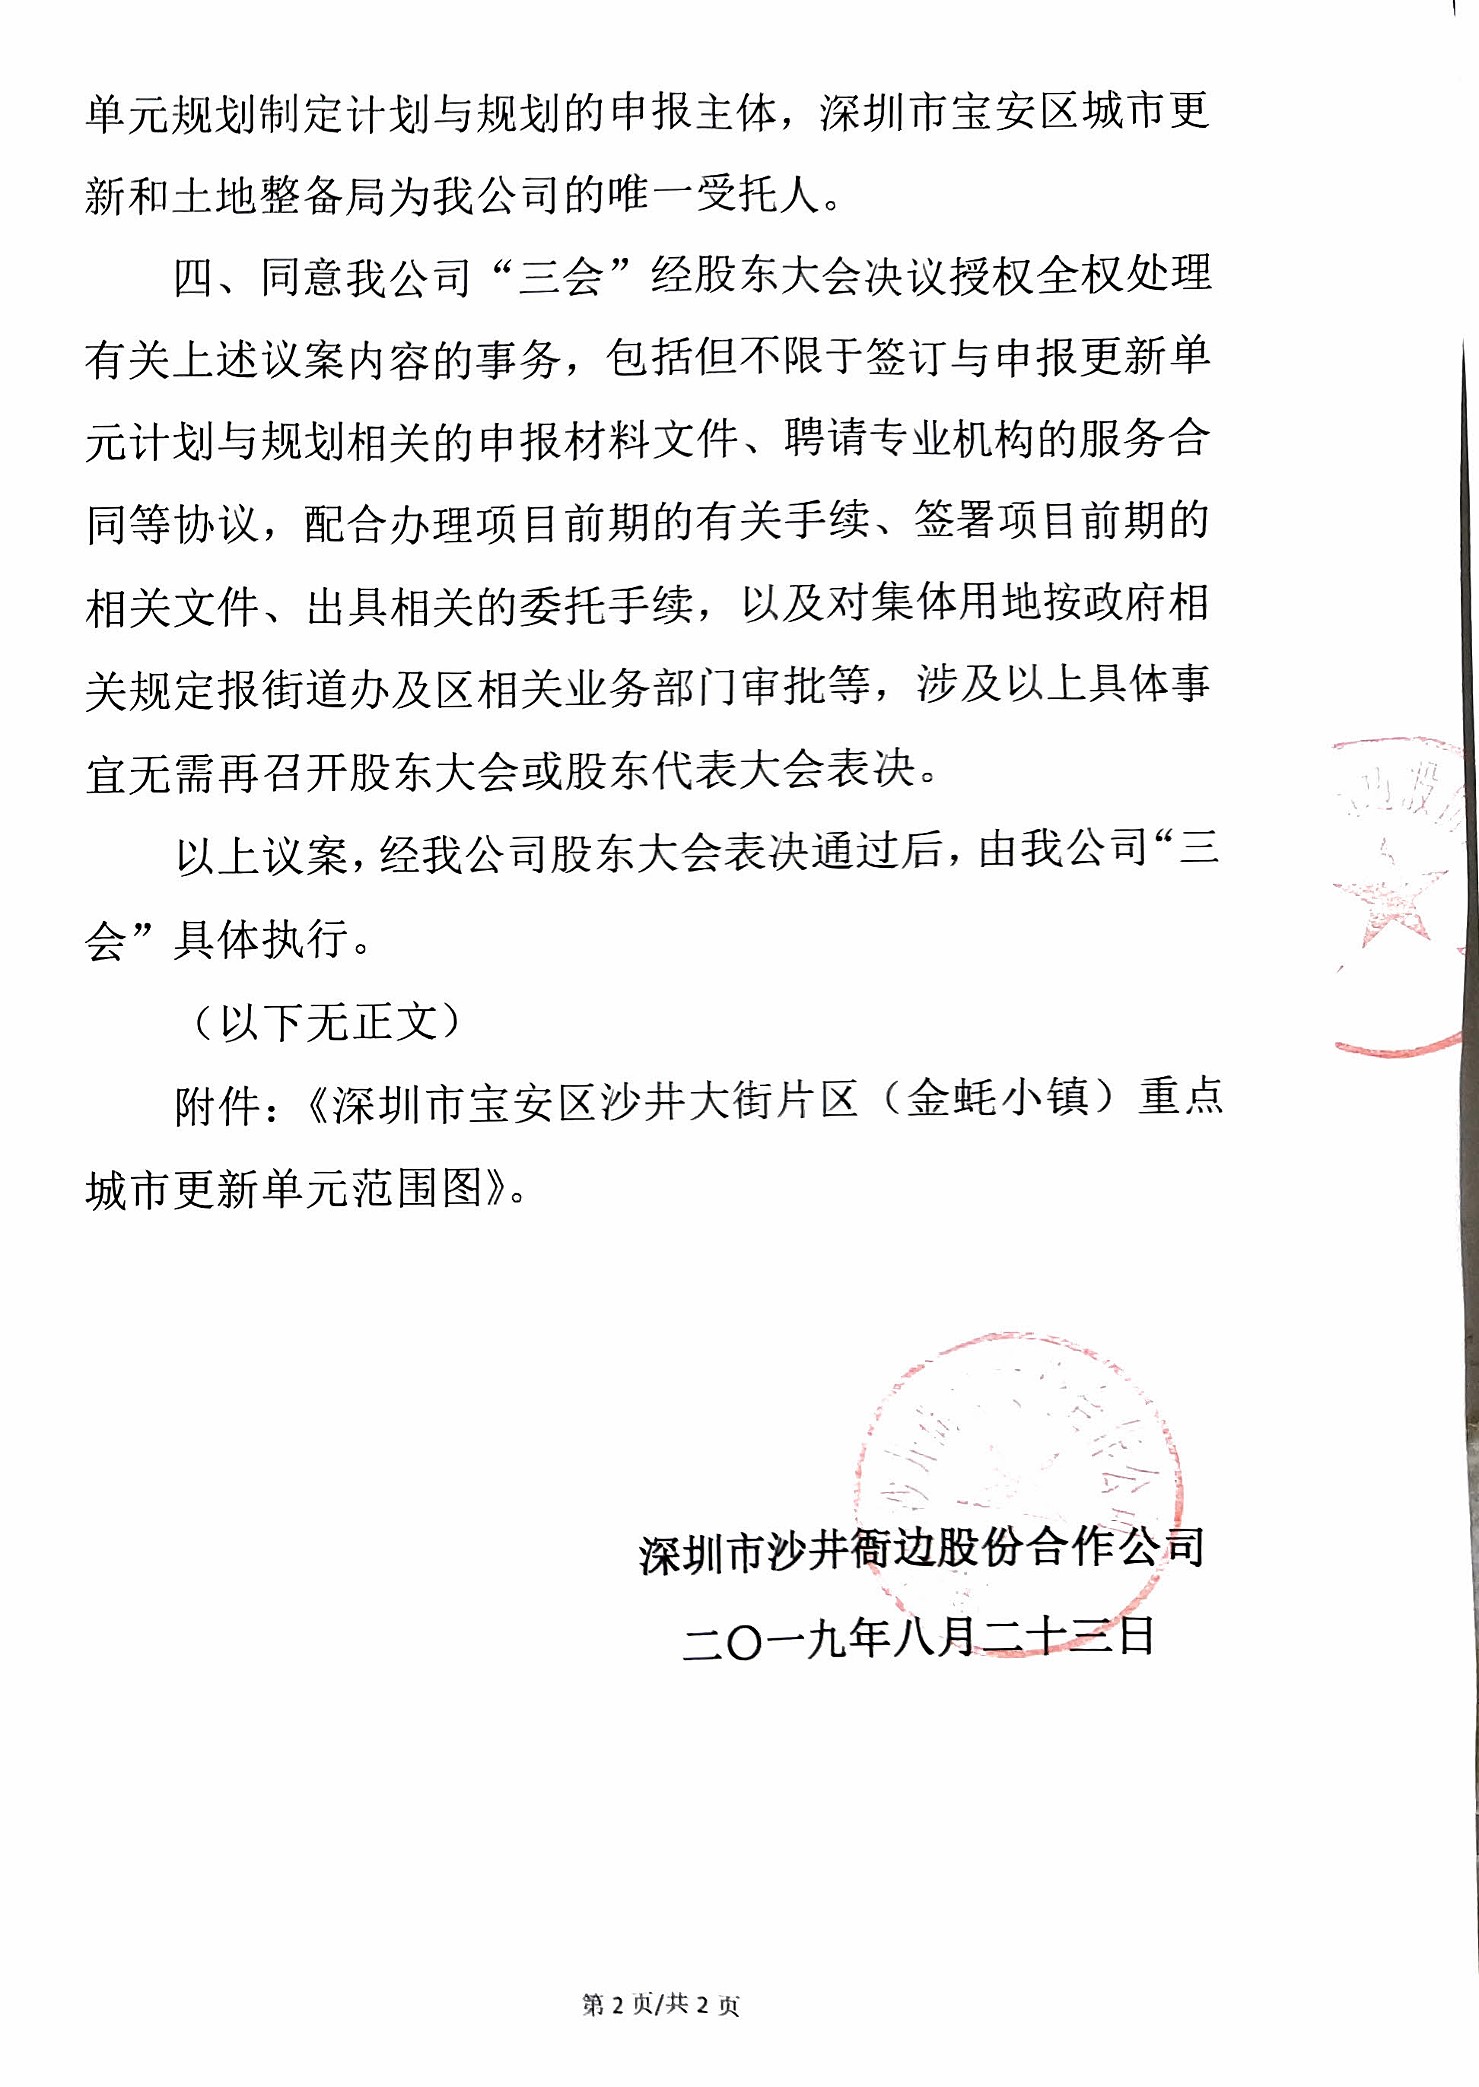 单元规划制定计划与规划的申报主体，深圳市宝安区城市更
新和土地整备局为我公司的唯一受托人。
四、同意我公司“三会”经股东大会决议授权全权处理
有关上述议案内容的事务，包括但不限于签订与申报更新单
元计划与规划相关的申报材料文件、聘请专业机构的服务合
同等协议，配合办理项目前期的有关手续、签署项目前期的
相关文件、出具相关的委托手续，以及对集体用地按政府相
关规定报街道办及区相关业务部门审批等，涉及以上具体事
宜无需再召开股东大会或股东代表大会表决。
以上议案，经我公司股东大会表决通过后，由我公司“三
会”具体执行。
（以下无正文）
附件：《深圳市宝安区沙井大街片区（金蚝小镇）重点
城市更新单元范围图》。
深圳市沙井衙边股份合作公司
二〇一九年八月二十三日
第 2 页/共 2 页